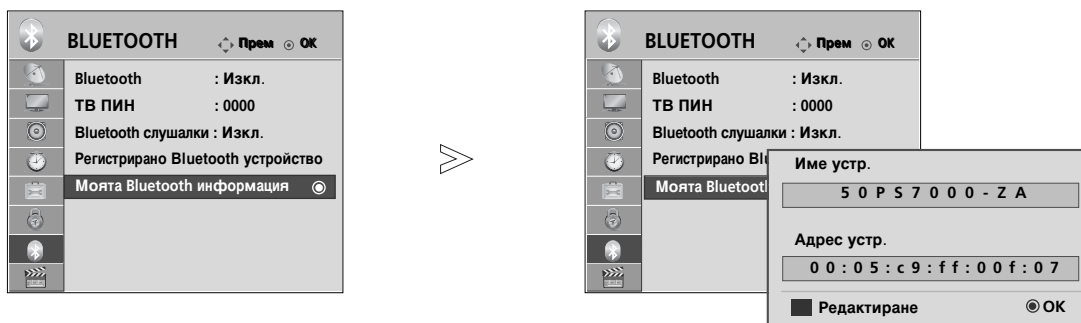 BLUETOOTH Прем OK
Bluetooth : Изкл.
ТВ ПИН : 0000
Bluetooth слушалки : Изкл.
Регистрирано Bluetooth устройство
Моята Bluetooth информация
BLUETOOTH Прем OK
Bluetooth : Изкл.
ТВ ПИН : 0000
Bluetooth слушалки : Изкл.
Регистрирано Bl
Моята Bluetoot
Име устр.
50PS7000-ZA
Адрес устр.
00:05:c9:ff:00f:07
Редактиране OK